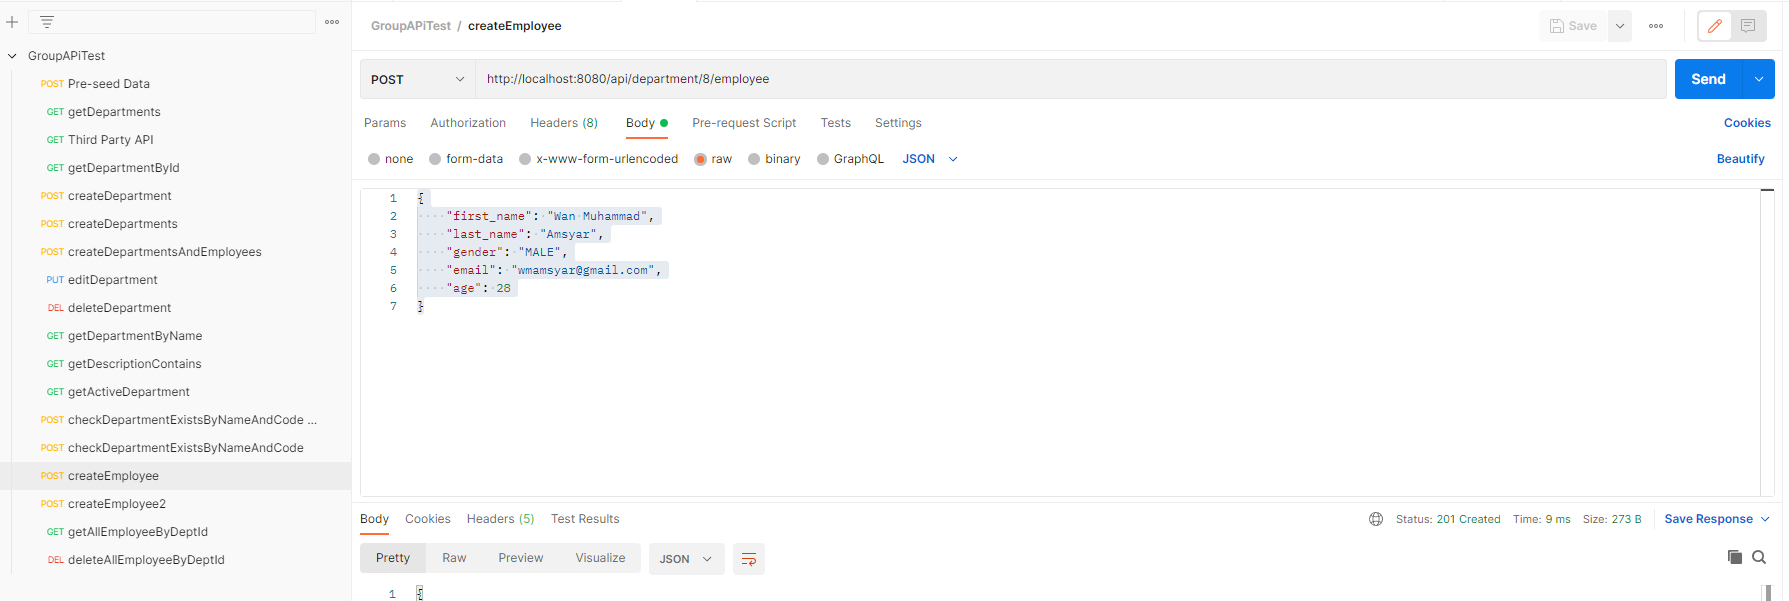 GroupAPiTest
POST Pre-seed Data
GET getDepartments
GET Third Party API
GET getDepartmentById
POST createDepartment
POST createDepartments
POST createDepartmentsAndEmployees
PUT editDepartment
DEL deleteDepartment
GET getDepartmentByName
GET getDescriptionContains
GET getActiveDepartment
POST checkDepartmentExistsByNameAndCode ...
POST checkDepartmentExistsByNameAndCode
POST createEmployee
POST createEmployee2
GET getAllEmployeeByDeptId
DEL deleteAllEmployeeByDeptId
GroupAPiTest / createEmployee
Save
POST http://localhost:8080/api/department/8/employee
Send
Params Authorization Headers (8) Body Pre-request Script Tests Settings Cookies
none form-data x-www-form-urlencoded raw binary GraphQL JSON Beautify
1 {
2 "first_name": "Wan Muhammad",
3 "last_name": "Amsyar",
4 "gender": "MALE",
5 "email": "wmamsyar@gmail.com",
6 "age": 28
7 }
Body Cookies Headers (5) Test Results Status: 201 Created Time: 9 ms Size: 273 B Save Response
Pretty Raw Preview Visualize JSON
1 {